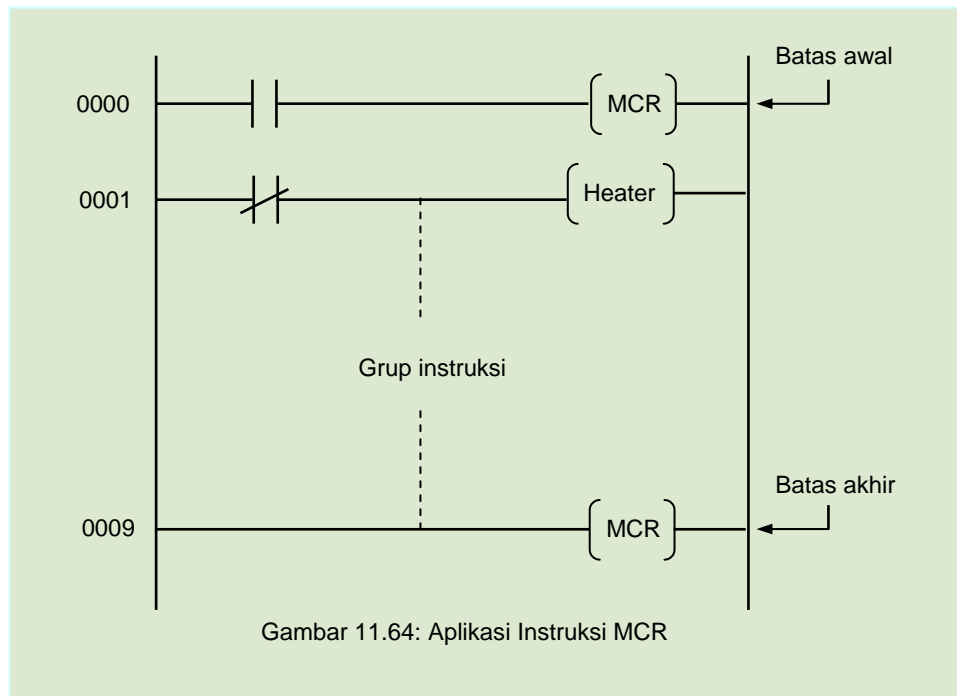 Batas awal
0000
MCR
0001
Heater
Grup instruksi
Batas akhir
0009
MCR
Gambar 11.64: Aplikasi Instruksi MCR